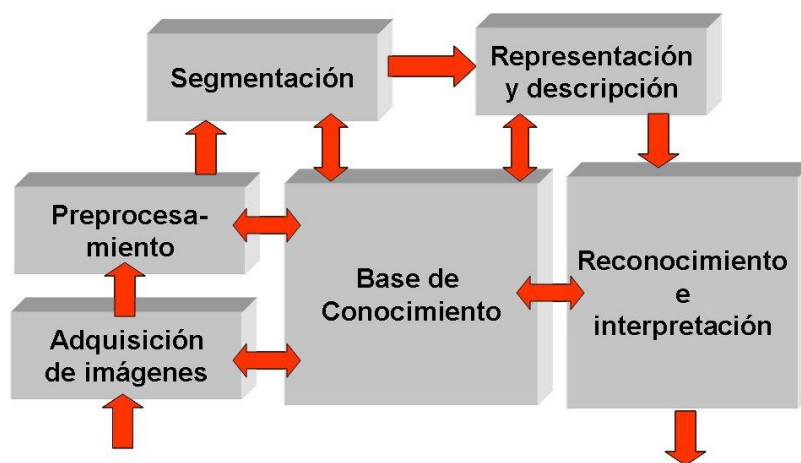 Segmentación
Representación
y descripción
Preprocesa-
miento
Base de
Conocimiento
Reconocimiento
e
interpretación
Adquisición
de imágenes